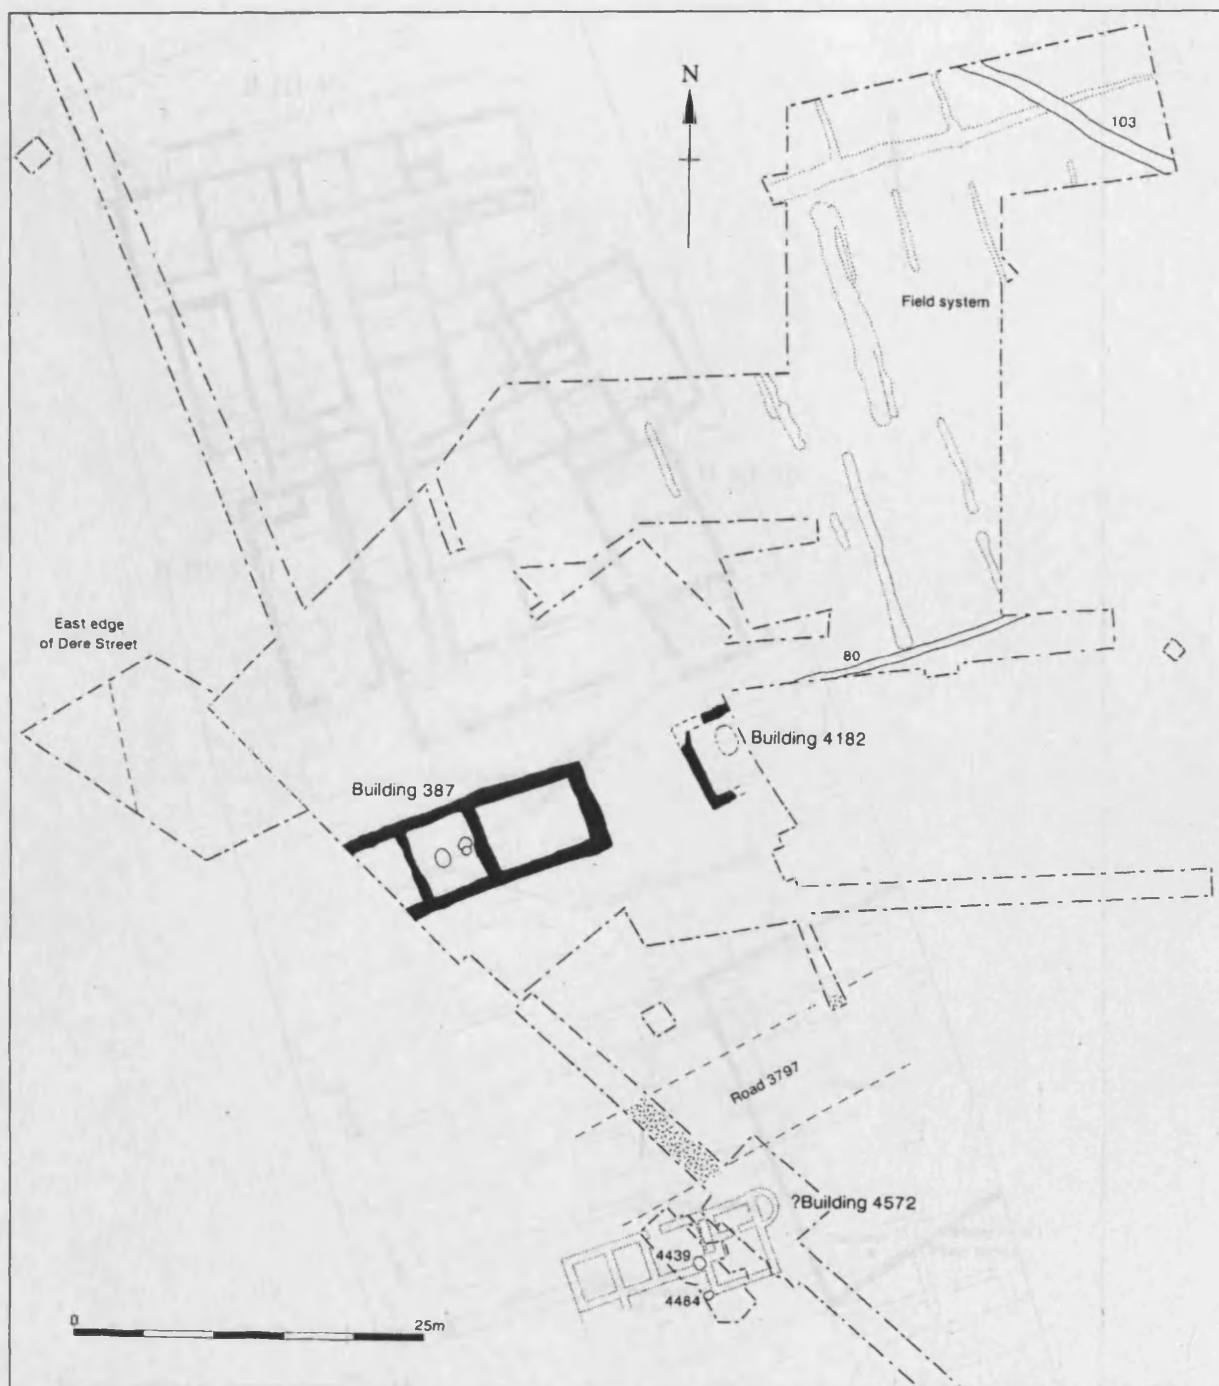 N
103
Field system
East edge
of Dere Street
80
Building 4182
Building 387
Road 3797
?Building 4572
4439
4484
0
25m